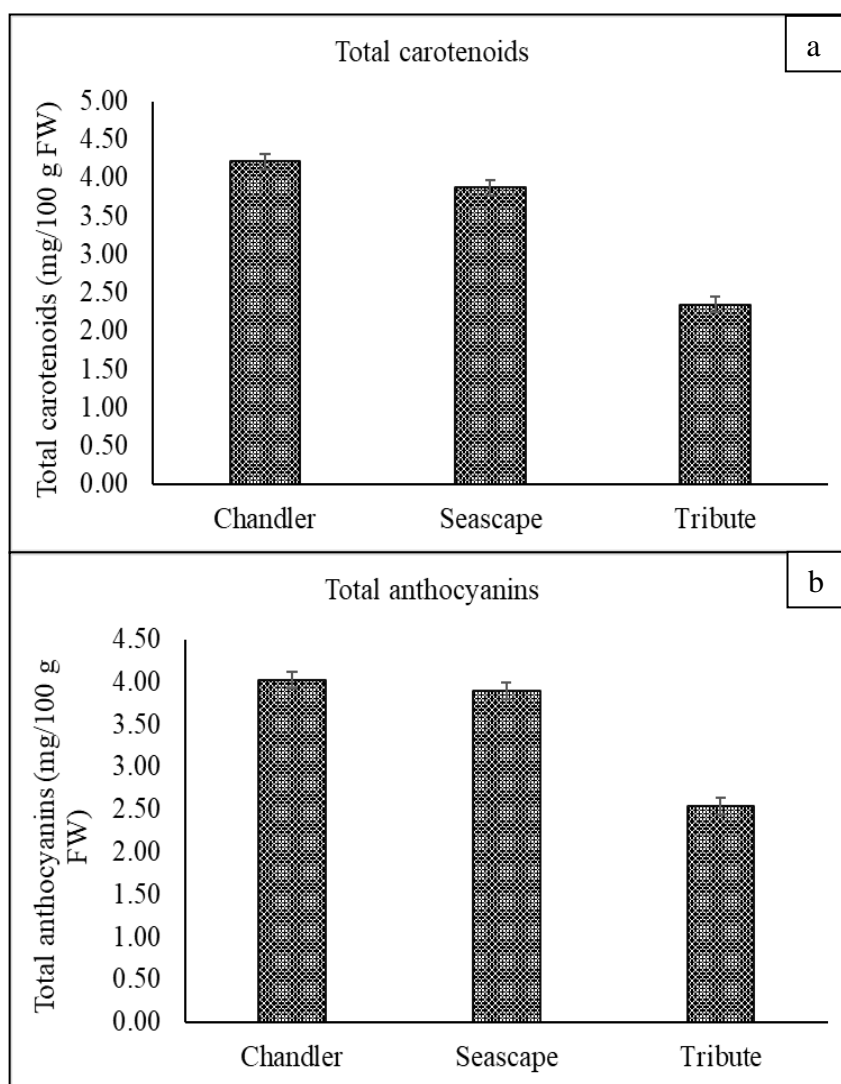 a
Total carotenoids
Total carotenoids (mg/100 g FW)
5.00
4.50
4.00
3.50
3.00
2.50
2.00
1.50
1.00
0.50
0.00
Chandler Seascape Tribute
b
Total anthocyanins
Total anthocyanins (mg/100 g
FW)
4.50
4.00
3.50
3.00
2.50
2.00
1.50
1.00
0.50
0.00
Chandler Seascape Tribute